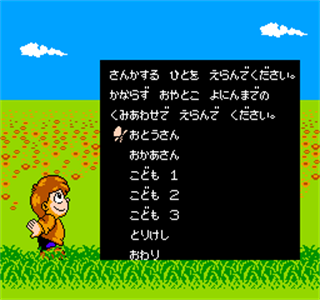 さんかする ひとを えらんでください。
かならず おやとこ よにんまでの
くみあわせで えらんで ください。
おとうさん
おかあさん
こども 1
こども 2
こども 3
とりけし
おわり